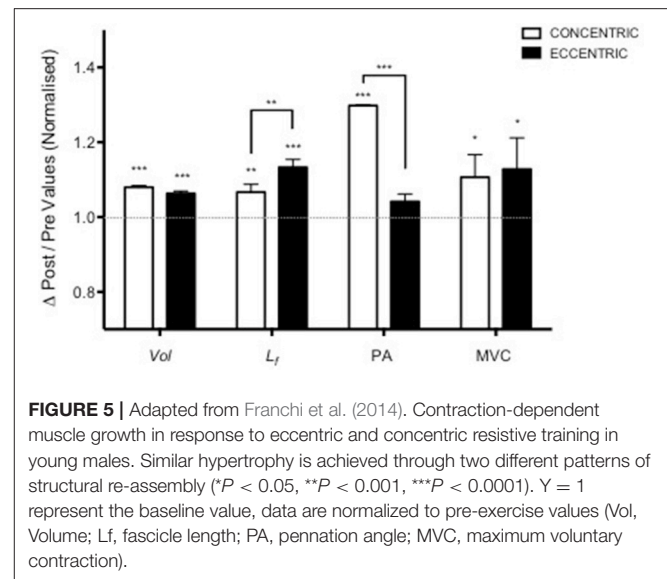 CONCENTRIC
ECCENTRIC
Δ Post / Pre Values (Normalised)
1.4
1.2
1.0
0.8
***
***
**
**
***
***
***
*
*
Vol
Lf
PA
MVC
FIGURE 5 | Adapted from Franchi et al. (2014). Contraction-dependent
muscle growth in response to eccentric and concentric resistive training in
young males. Similar hypertrophy is achieved through two different patterns of
structural re-assembly (*P < 0.05, **P < 0.001, ***P < 0.0001). Y = 1
represent the baseline value, data are normalized to pre-exercise values (Vol,
Volume; Lf, fascicle length; PA, pennation angle; MVC, maximum voluntary
contraction).